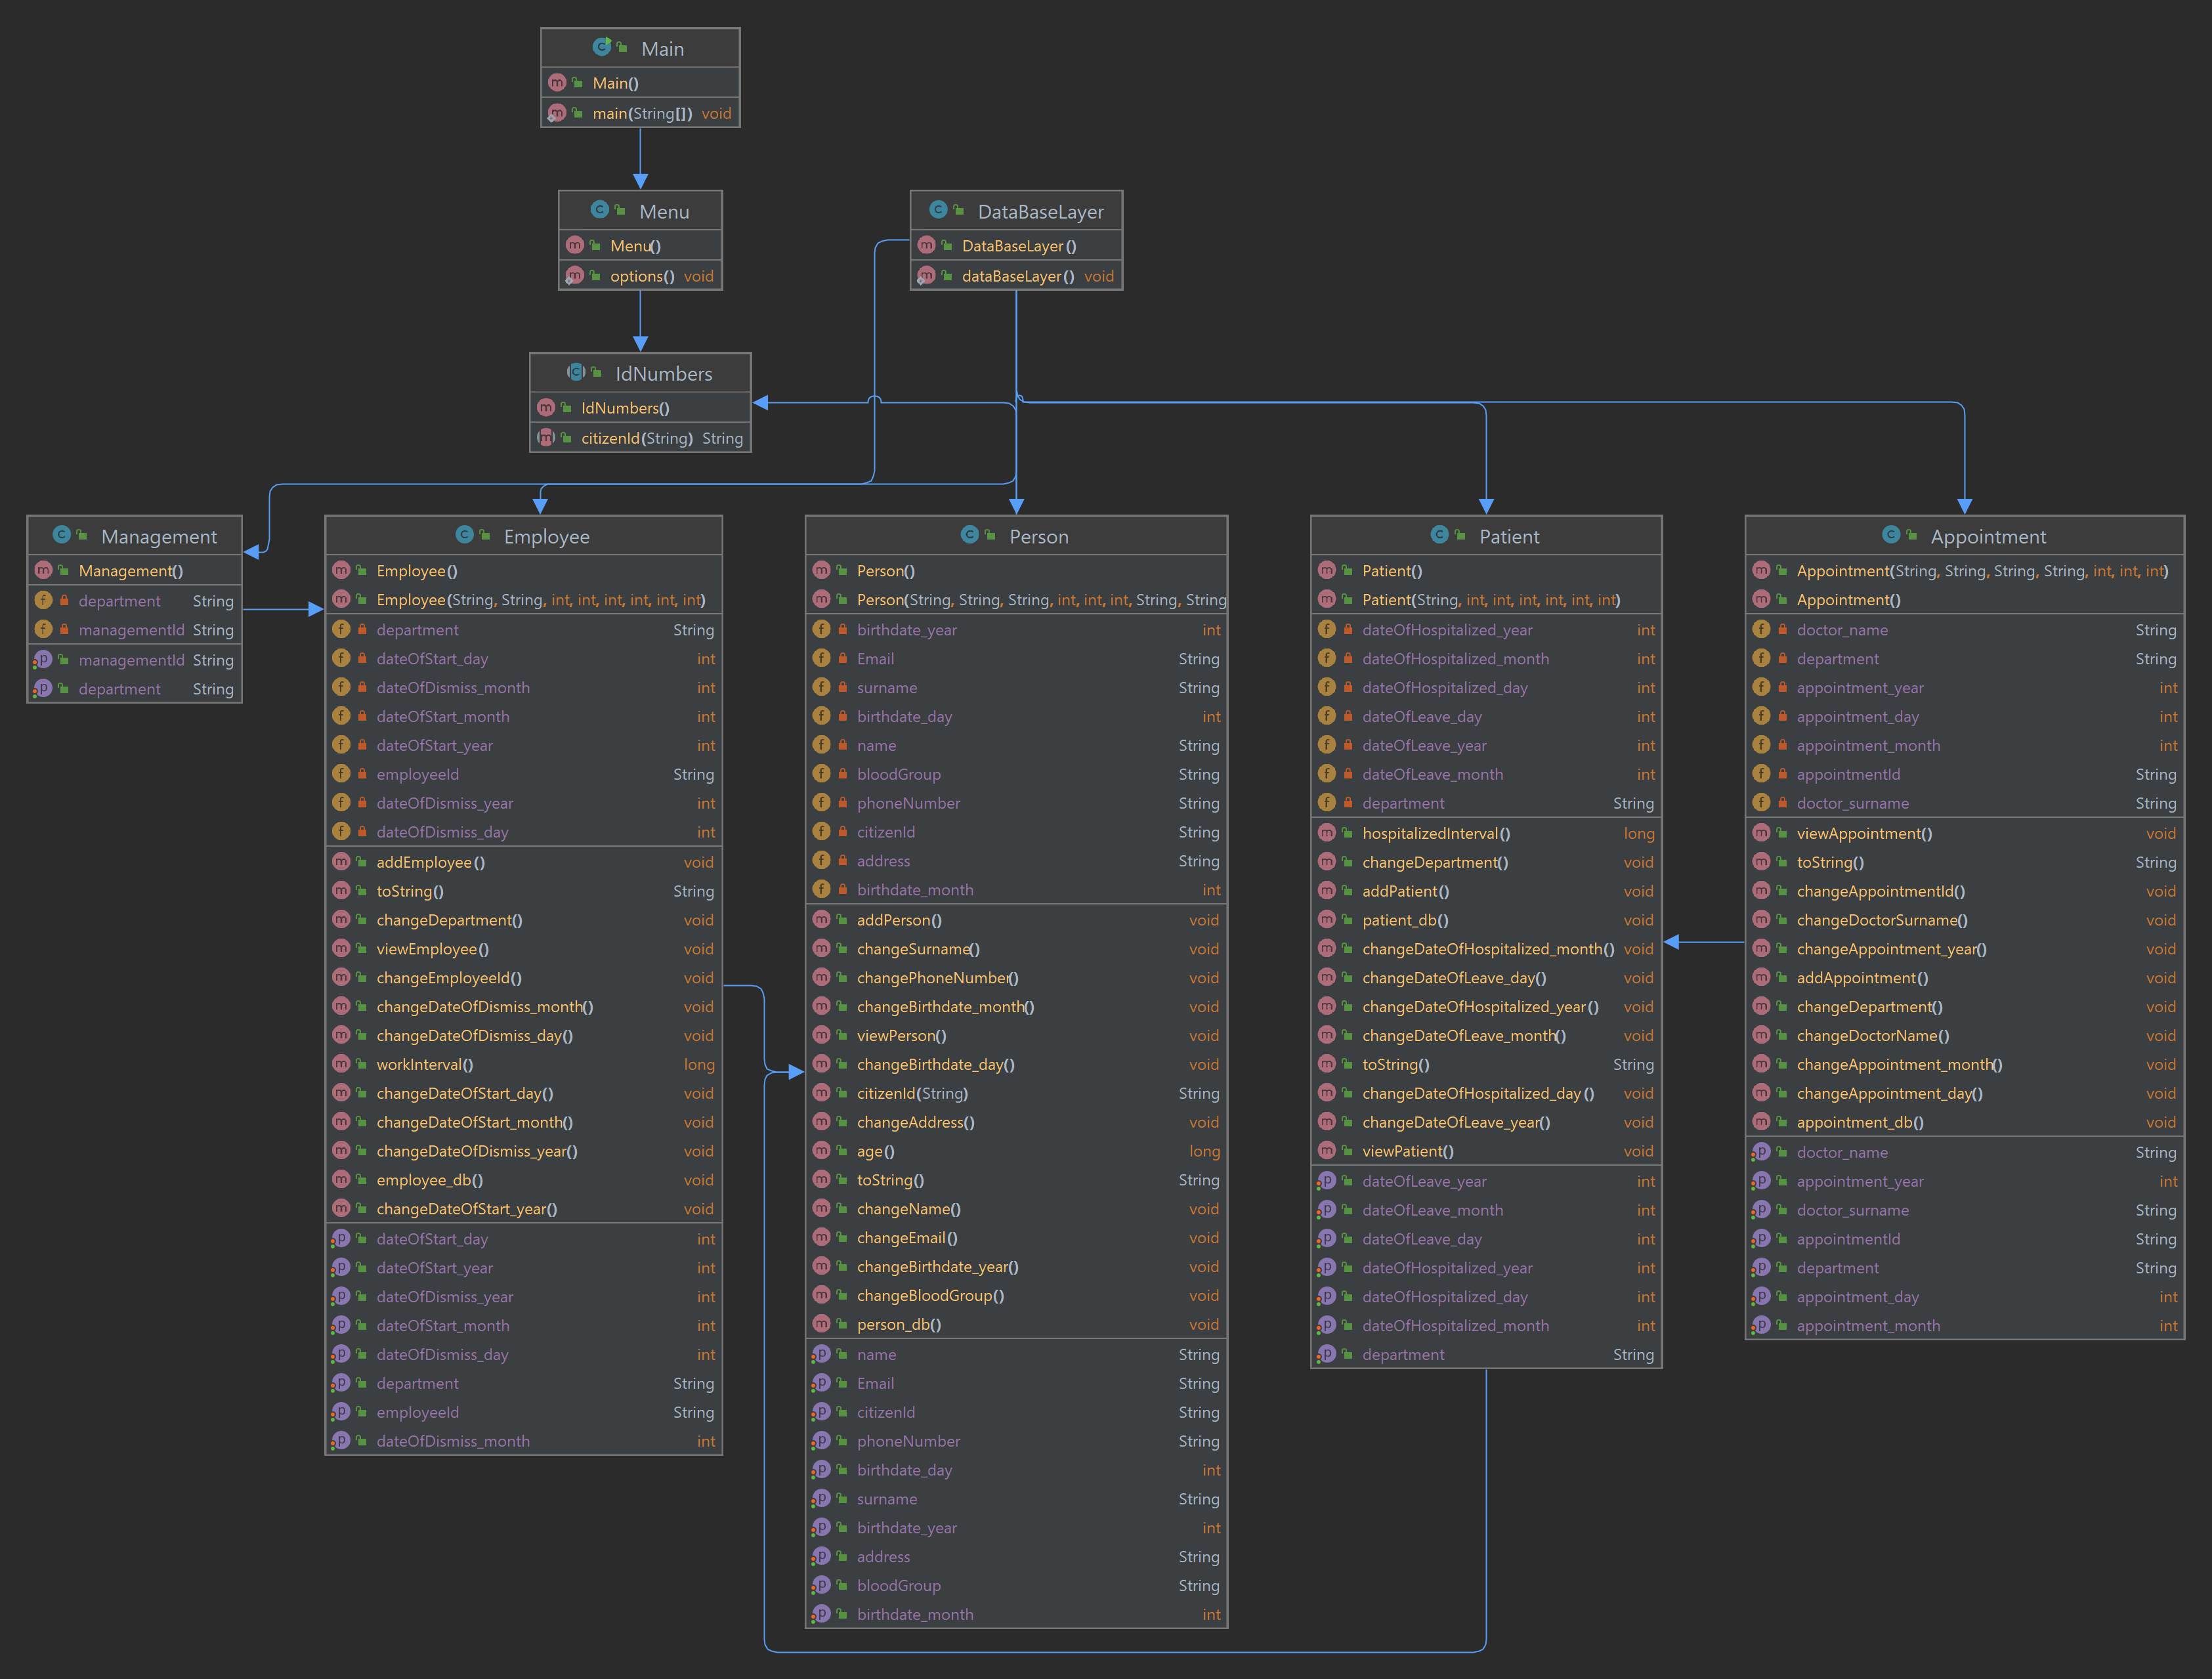 Main
Main()
main(String[]) void
Menu
Menu()
options() void
DataBaseLayer
DataBaseLayer()
dataBaseLayer() void
IdNumbers
IdNumbers()
citizenId(String) String
Management
Management()
department String
managementId String
managementId String
department String
Employee
Employee()
Employee(String, String, int, int, int, int, int, int)
department String
dateOfStart_day int
dateOfDismiss_month int
dateOfStart_month int
dateOfStart_year int
employeeId String
dateOfDismiss_year int
dateOfDismiss_day int
addEmployee() void
toString() String
changeDepartment() void
viewEmployee() void
changeEmployeeId() void
changeDateOfDismiss_month() void
changeDateOfDismiss_day() void
workInterval() long
changeDateOfStart_day() void
changeDateOfStart_month() void
changeDateOfDismiss_year() void
employee_db() void
changeDateOfStart_year() void
dateOfStart_day int
dateOfStart_year int
dateOfDismiss_year int
dateOfStart_month int
dateOfDismiss_day int
department String
employeeId String
dateOfDismiss_month int
Person
Person()
Person(String, String, String, int, int, int, String, String
birthdate_year int
Email String
surname String
birthdate_day int
name String
bloodGroup String
phoneNumber String
citizenId String
address String
birthdate_month int
addPerson() void
changeSurname() void
changePhoneNumber() void
changeBirthdate_month() void
viewPerson() void
changeBirthdate_day() void
citizenId(String) String
changeAddress() void
age() long
toString() String
changeName() void
changeEmail() void
changeBirthdate_year() void
changeBloodGroup() void
person_db() void
name String
Email String
citizenId String
phoneNumber String
birthdate_day int
surname String
birthdate_year int
address String
bloodGroup String
birthdate_month int
Patient
Patient()
Patient(String, int, int, int, int, int, int)
dateOfHospitalized_year int
dateOfHospitalized_month int
dateOfHospitalized_day int
dateOfLeave_day int
dateOfLeave_year int
dateOfLeave_month int
department String
hospitalizedInterval() long
changeDepartment() void
addPatient() void
patient_db() void
changeDateOfHospitalized_month() void
changeDateOfLeave_day() void
changeDateOfHospitalized_year() void
changeDateOfLeave_month() void
toString() String
changeDateOfHospitalized_day() void
changeDateOfLeave_year() void
viewPatient() void
dateOfLeave_year int
dateOfLeave_month int
dateOfLeave_day int
dateOfHospitalized_year int
dateOfHospitalized_day int
dateOfHospitalized_month int
department String
Appointment
Appointment(String, String, String, String, int, int, int)
Appointment()
doctor_name String
department String
appointment_year int
appointment_day int
appointment_month int
appointmentId String
doctor_surname String
viewAppointment() void
toString() String
changeAppointmentId() void
changeDoctorSurname() void
changeAppointment_year() void
addAppointment() void
changeDepartment() void
changeDoctorName() void
changeAppointment_month() void
changeAppointment_day() void
appointment_db() void
doctor_name String
appointment_year int
doctor_surname String
appointmentId String
department String
appointment_day int
appointment_month int